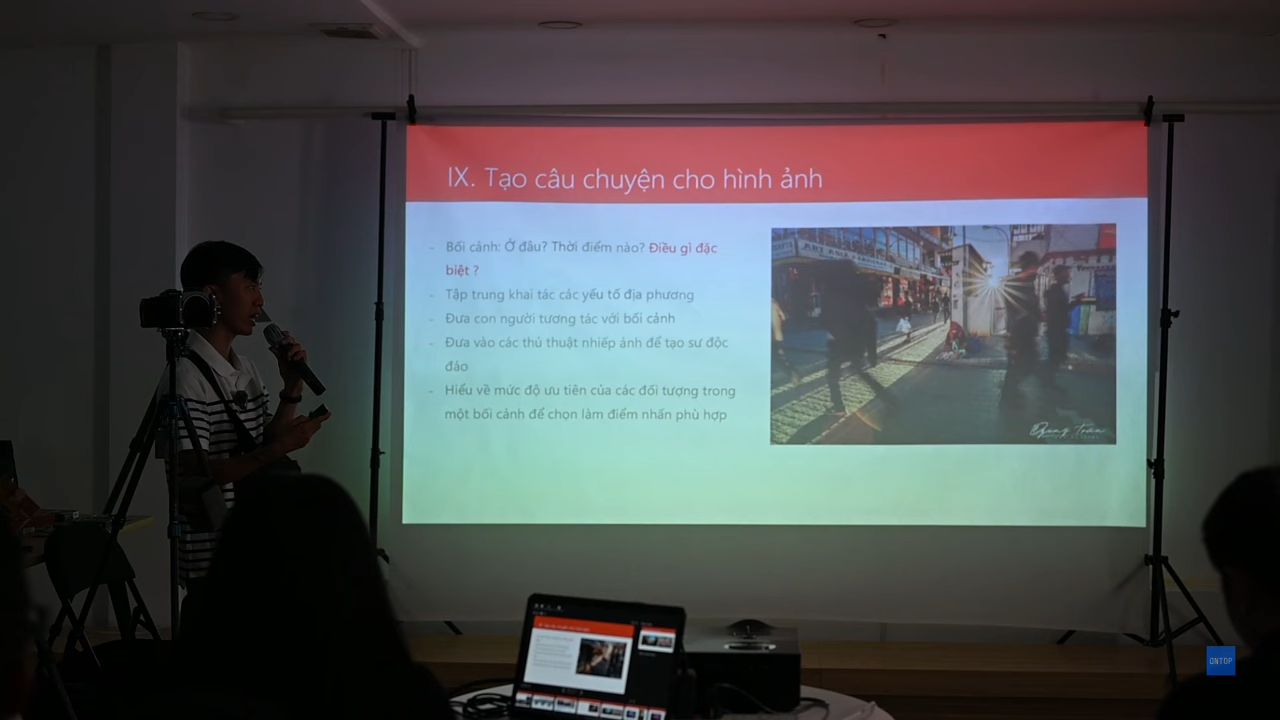 IX. Tạo câu chuyện cho hình ảnh
- Bối cảnh: Ở đâu? Thời điểm nào? Điều gì đặc
biệt ?
- Tập trung khai tác các yếu tố địa phương
- Đưa con người tương tác với bối cảnh
- Đưa vào các thủ thuật nhiếp ảnh để tạo sư độc
đáo
- Hiểu về mức độ ưu tiên của các đối tượng trong
một bối cảnh để chọn làm điểm nhấn phù hợp
ONTOP